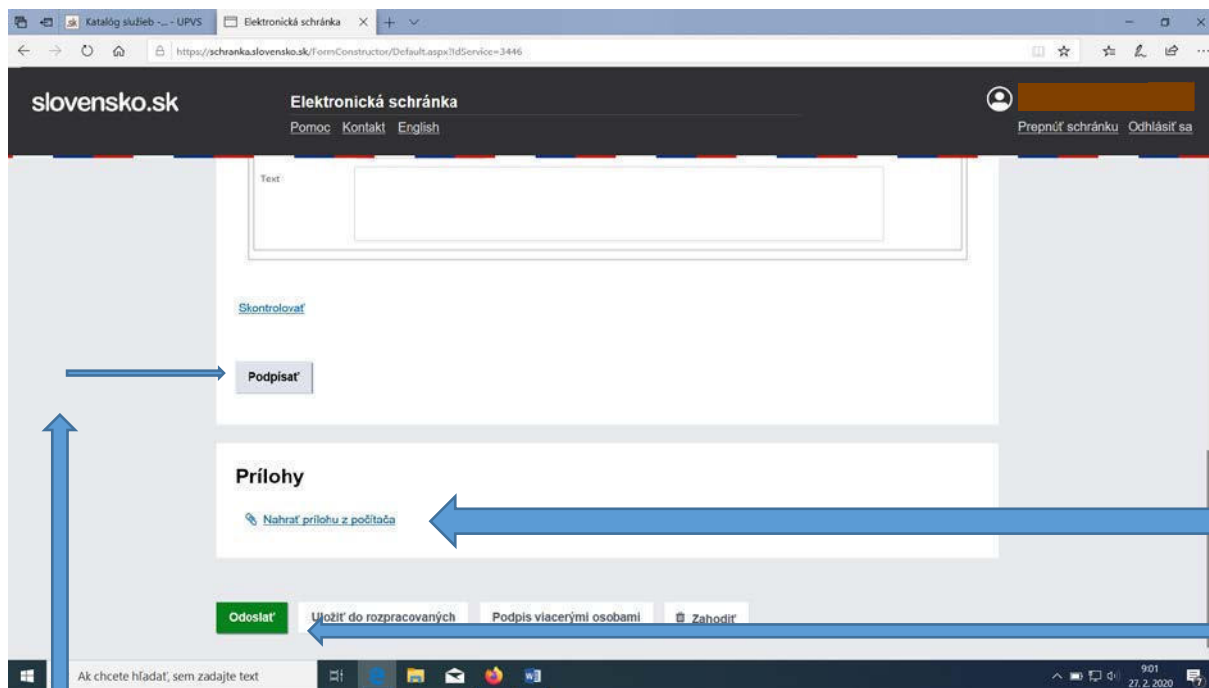 Katalóg služieb -... - UPVS
Elektronická schránka
https://schranka.slovensko.sk/FormConstructor/Default.aspx?IdService=3446
slovensko.sk
Elektronická schránka
Pomoc Kontakt English
Prepnúť schránku Odhlásiť sa
Text
Skontrolovať
Podpísať
Prílohy
Nahrať prílohu z počítača
Odoslať Uložiť do rozpracovaných Podpis viacerými osobami Zahodiť
Ak chcete hľadať, sem zadajte text
9:01
27. 2. 2020